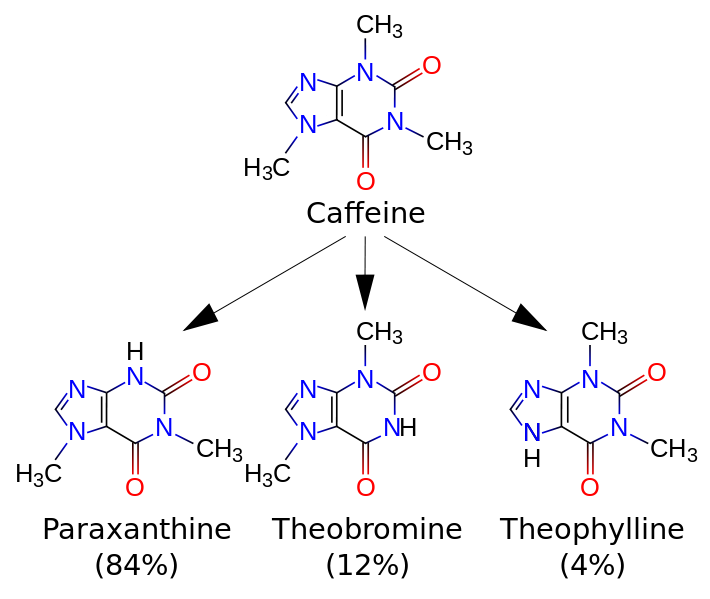 CH₃
N
N
O
N
N
H₃C
CH₃
O
Caffeine
H
N
N
O
N
N
H₃C
CH₃
O
CH₃
N
N
O
N
NH
H₃C
O
CH₃
N
N
O
N
H
N
CH₃
O
Paraxanthine
(84%)
Theobromine
(12%)
Theophylline
(4%)